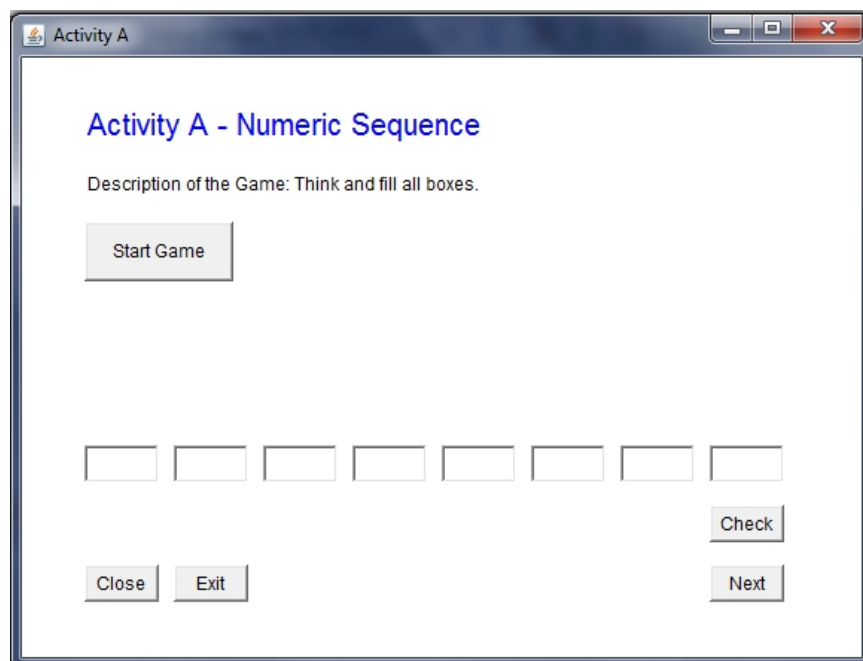 Activity A
Activity A - Numeric Sequence
Description of the Game: Think and fill all boxes.
Start Game
Check
Close Exit Next